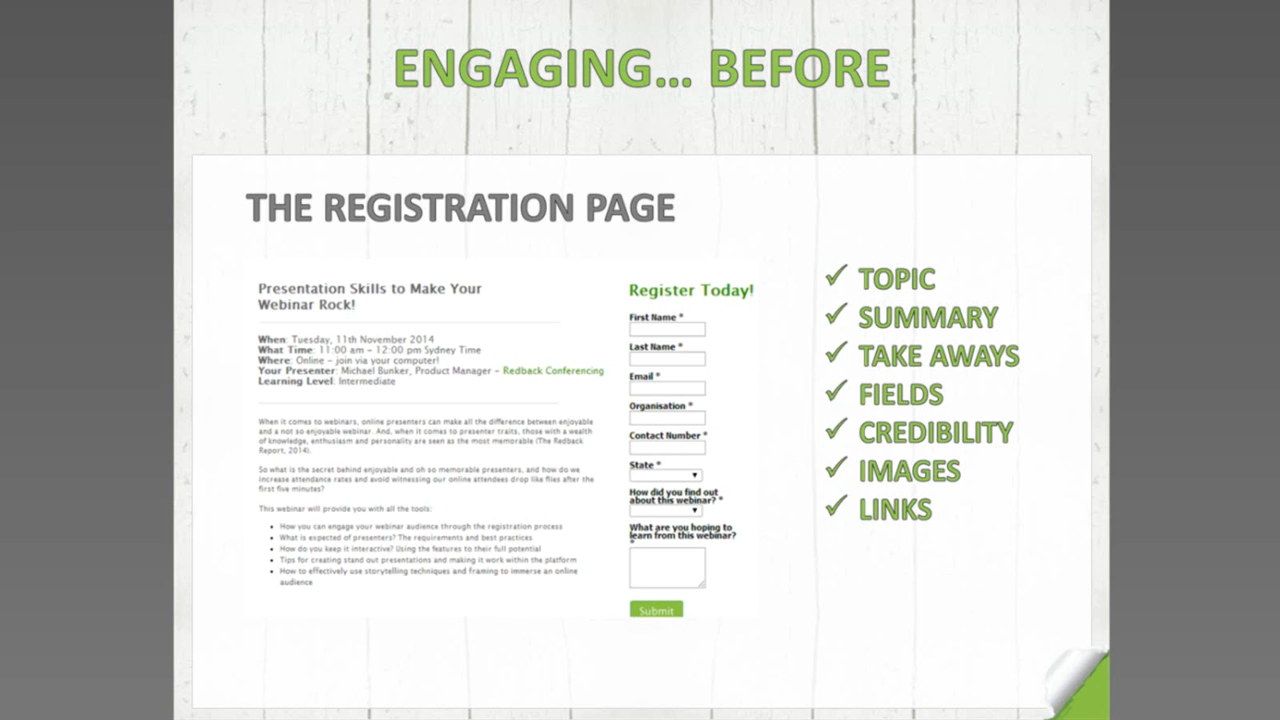 ENGAGING... BEFORE
THE REGISTRATION PAGE
Presentation Skills to Make Your
Webinar Rock!
When: Tuesday, 11th November 2014
What Time: 11:00 am – 12:00 pm Sydney Time
Where: Online – join via your computer!
Your Presenter: Michael Bunker, Product Manager – Redback Conferencing
Learning Level: Intermediate
When it comes to webinars, online presenters can make all the difference between enjoyable
and a not so enjoyable webinar. And, when it comes to presenter traits, those with a wealth
of knowledge, enthusiasm and personality are seen as the most memorable (The Redback
Report, 2014).
So what is the secret behind enjoyable and oh so memorable presenters, and how do we
increase attendance rates and avoid witnessing our online attendees drop like flies after the
first five minutes?
This webinar will provide you with all the tools:
• How you can engage your webinar audience through the registration process
• What is expected of presenters? The requirements and best practices
• How do you keep it interactive? Using the features to their full potential
• Tips for creating stand out presentations and making it work within the platform
• How to effectively use storytelling techniques and framing to immerse an online
audience
Register Today!
First Name *
Last Name *
Email *
Organisation *
Contact Number *
State *
How did you find out
about this webinar? *
What are you hoping to
learn from this webinar?
*
Submit
✓ TOPIC
✓ SUMMARY
✓ TAKE AWAYS
✓ FIELDS
✓ CREDIBILITY
✓ IMAGES
✓ LINKS